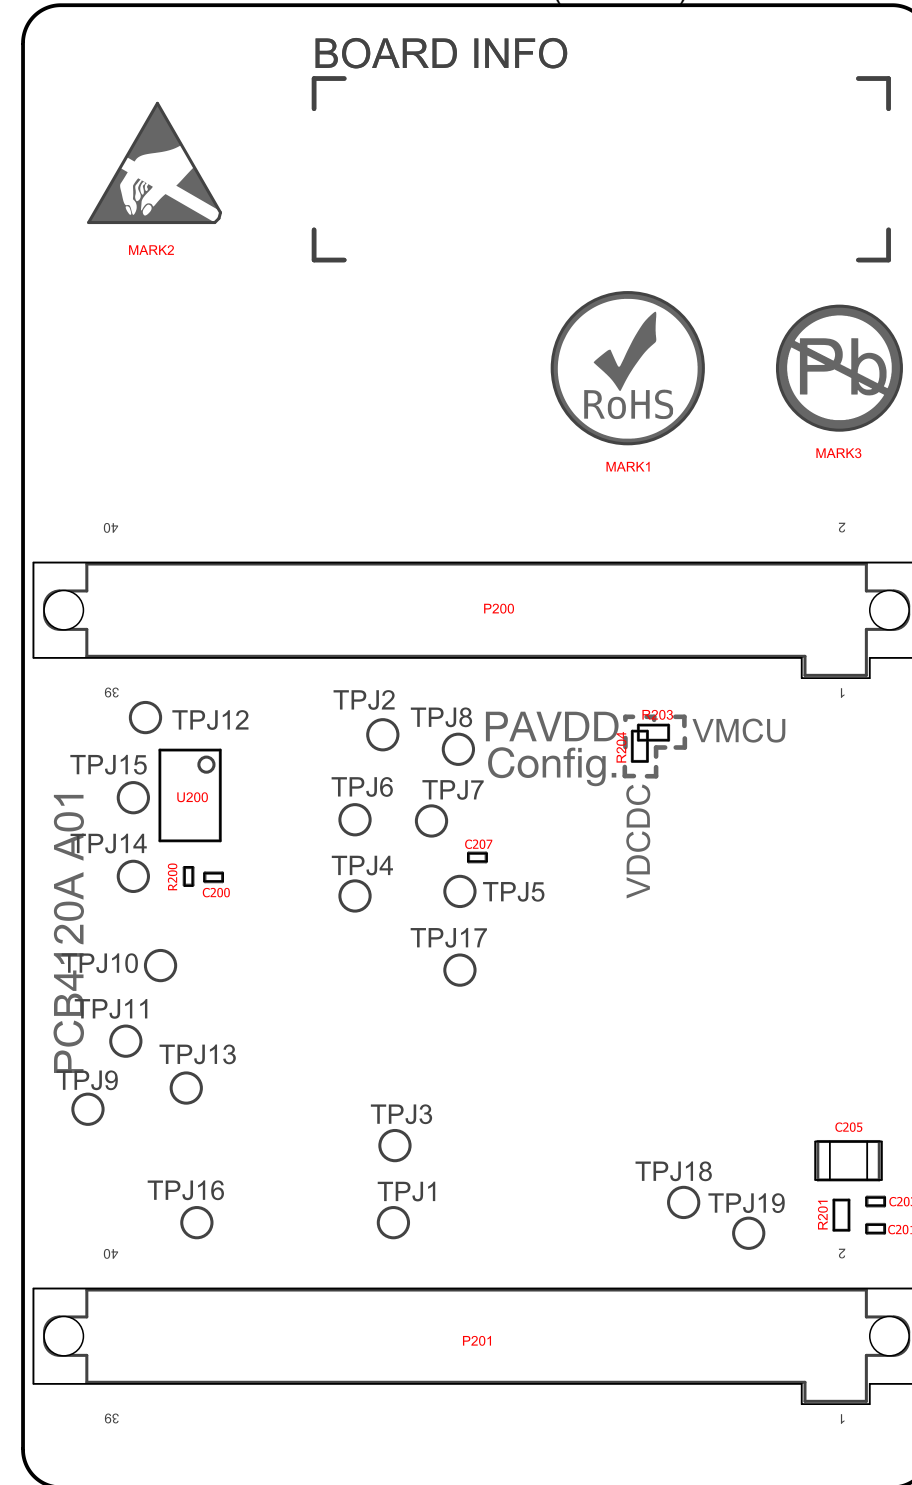 BOARD INFO
MARK2
RoHS
Pb
MARK1
MARK3
40
2
P200
39
1
TPJ2
TPJ8
TPJ12
PAVDD
Config.
R203
R204
VMCU
TPJ15
U200
TPJ6
TPJ7
VDCDC
PCB4120A A01
TPJ14
R200
C200
TPJ4
C207
TPJ5
TPJ17
TPJ10
TPJ11
TPJ13
TPJ9
TPJ3
C205
TPJ16
TPJ1
TPJ18
TPJ19
R201
C201
40
2
P201
39
1